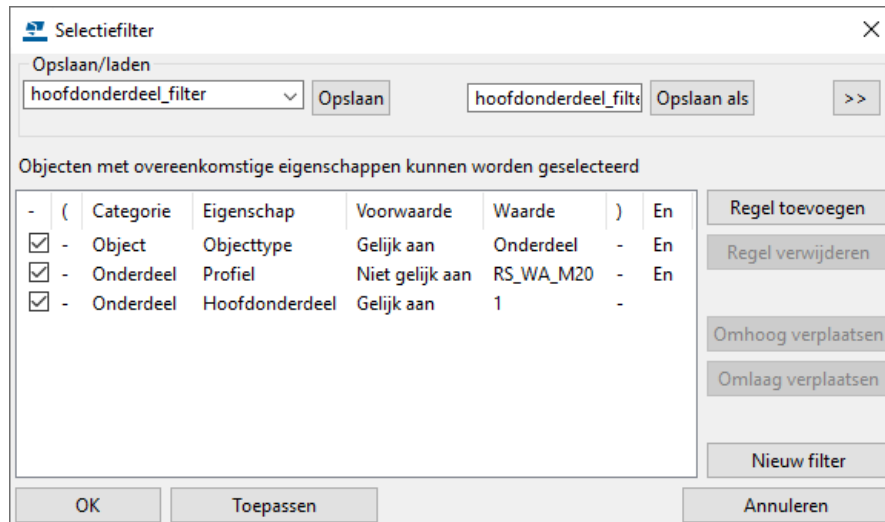 Selectiefilter
Opslaan/laden
hoofdonderdeel_filter Opslaan hoofdonderdeel_filte Opslaan als >>
Objecten met overeenkomstige eigenschappen kunnen worden geselecteerd
- ( Categorie Eigenschap Voorwaarde Waarde ) En Regel toevoegen
- Object Objecttype Gelijk aan Onderdeel - En
- Onderdeel Profiel Niet gelijk aan RS_WA_M20 - En Regel verwijderen
- Onderdeel Hoofdonderdeel Gelijk aan 1 -
Omhoog verplaatsen
Omlaag verplaatsen
Nieuw filter
OK Toepassen Annuleren